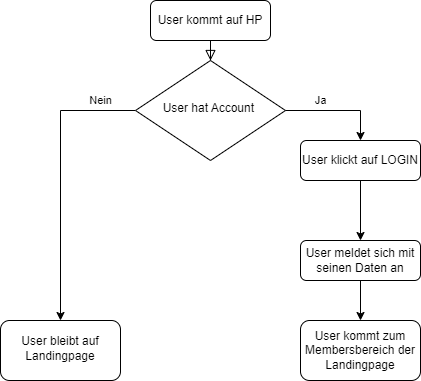 User kommt auf HP
User hat Account
Nein
Ja
User klickt auf LOGIN
User meldet sich mit
seinen Daten an
User bleibt auf
Landingpage
User kommt zum
Membersbereich der
Landingpage